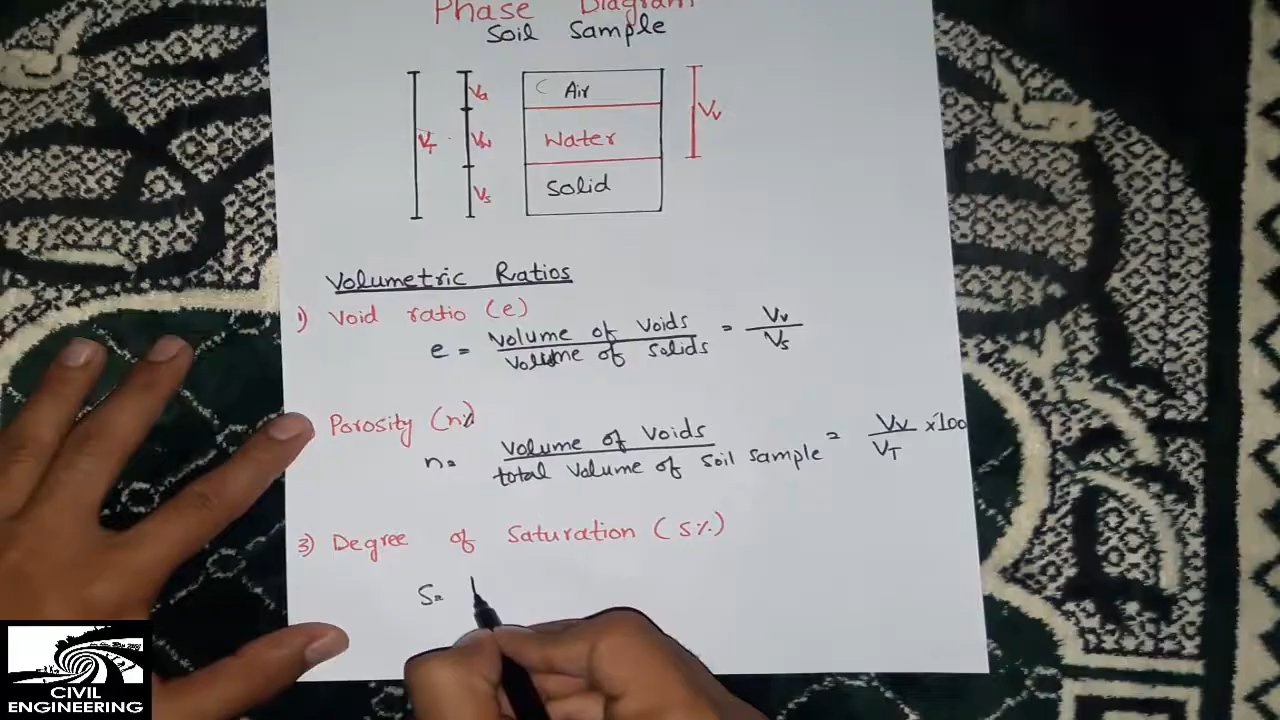 Phase Diagram
Soil Sample
VT
Va
Vw
Vs
Air
Water
Solid
Vv
Volumetric Ratios
1) Void ratio (e)
e = Volume of Voids / Volume of Solids = Vv / Vs
Porosity (n%)
n = Volume of Voids / total Volume of Soil Sample = Vv / VT × 100
3) Degree of Saturation (S%)
S =
CIVIL
ENGINEERING